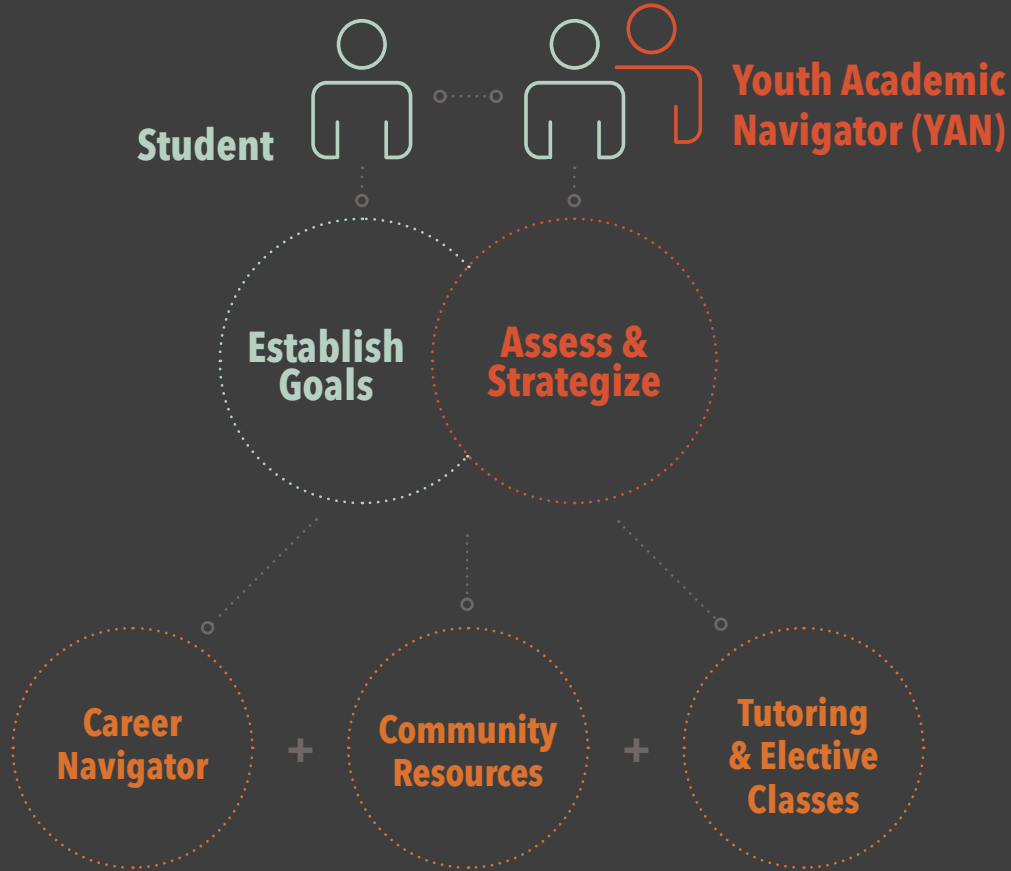 Student
Youth Academic
Navigator (YAN)
Establish
Goals
Assess &
Strategize
Career
Navigator
+
Community
Resources
+
Tutoring
& Elective
Classes